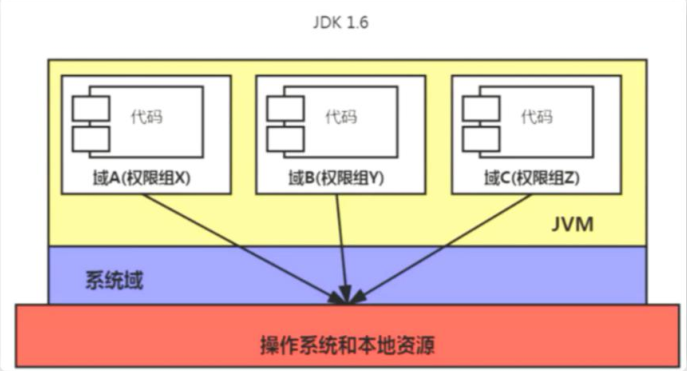 JDK 1.6
代码
代码
代码
域A(权限组X)
域B(权限组Y)
域C(权限组Z)
JVM
系统域
操作系统和本地资源